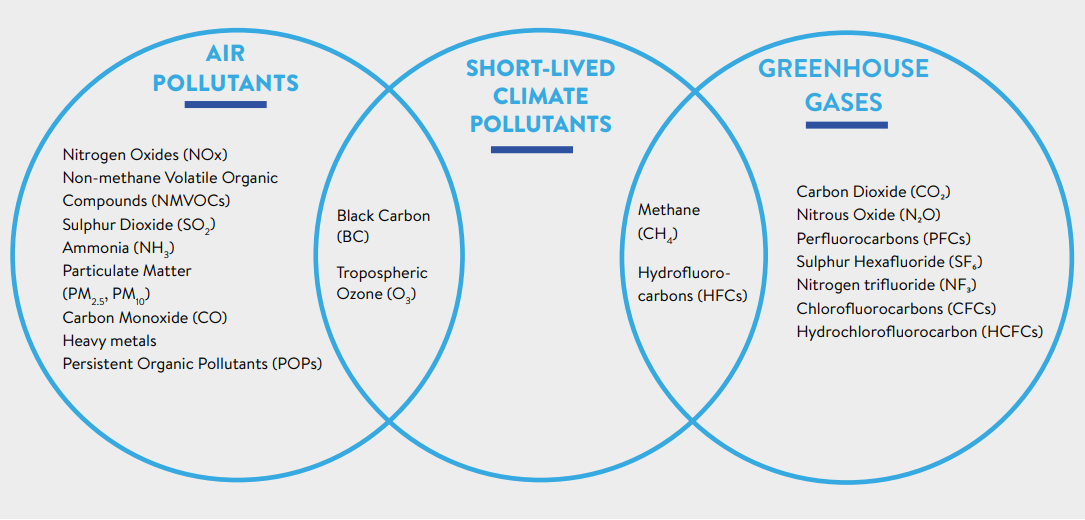 AIR
POLLUTANTS
Nitrogen Oxides (NOx)
Non-methane Volatile Organic
Compounds (NMVOCs)
Sulphur Dioxide (SO₂)
Ammonia (NH₃)
Particulate Matter
(PM₂.₅, PM₁₀)
Carbon Monoxide (CO)
Heavy metals
Persistent Organic Pollutants (POPs)
Black Carbon
(BC)
Tropospheric
Ozone (O₃)
SHORT-LIVED
CLIMATE
POLLUTANTS
Methane
(CH₄)
Hydrofluoro-
carbons (HFCs)
GREENHOUSE
GASES
Carbon Dioxide (CO₂)
Nitrous Oxide (N₂O)
Perfluorocarbons (PFCs)
Sulphur Hexafluoride (SF₆)
Nitrogen trifluoride (NF₃)
Chlorofluorocarbons (CFCs)
Hydrochlorofluorocarbon (HCFCs)